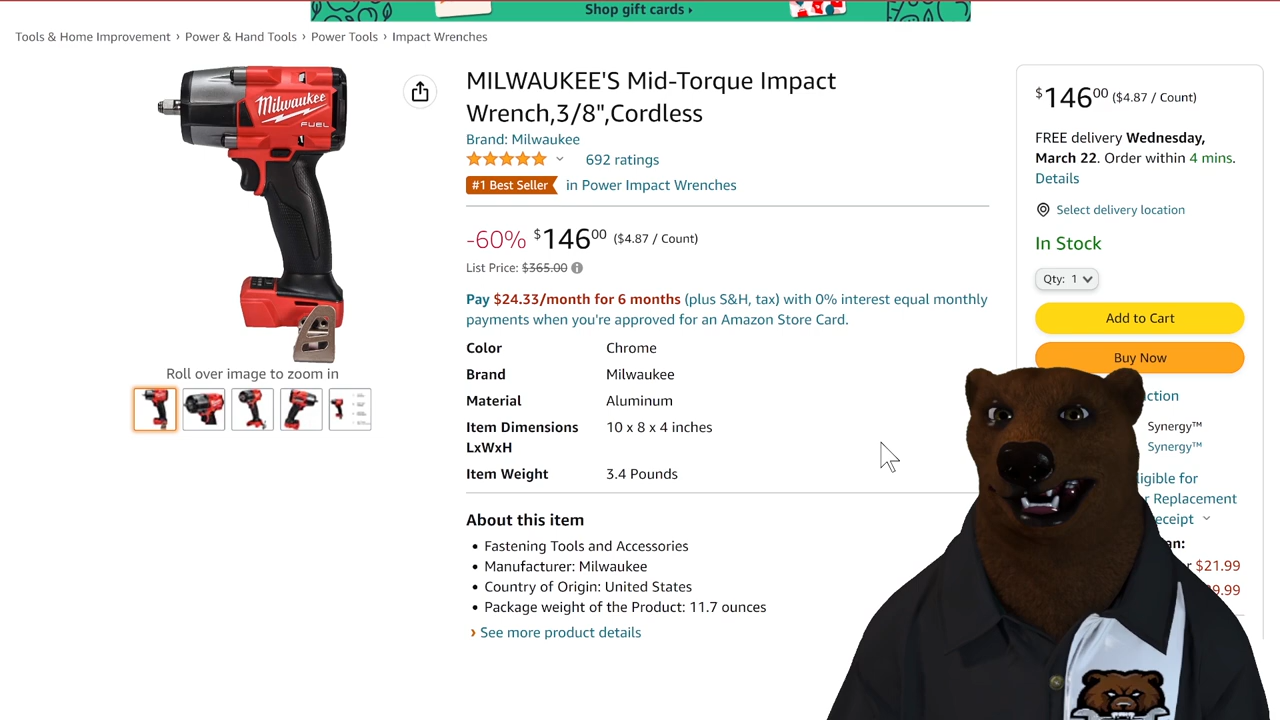 Shop gift cards ›
Tools & Home Improvement › Power & Hand Tools › Power Tools › Impact Wrenches
Milwaukee
FUEL
Roll over image to zoom in
MILWAUKEE'S Mid-Torque Impact
Wrench,3/8",Cordless
Brand: Milwaukee
692 ratings
#1 Best Seller in Power Impact Wrenches
-60% $14600 ($4.87 / Count)
List Price: $365.00
Pay $24.33/month for 6 months (plus S&H, tax) with 0% interest equal monthly
payments when you're approved for an Amazon Store Card.
Color Chrome
Brand Milwaukee
Material Aluminum
Item Dimensions 10 x 8 x 4 inches
LxWxH
Item Weight 3.4 Pounds
About this item
• Fastening Tools and Accessories
• Manufacturer: Milwaukee
• Country of Origin: United States
• Package weight of the Product: 11.7 ounces
› See more product details
$14600 ($4.87 / Count)
FREE delivery Wednesday,
March 22. Order within 4 mins.
Details
Select delivery location
In Stock
Qty: 1
Add to Cart
Buy Now
Synergy™
Synergy™
for
Replacement
$21.99